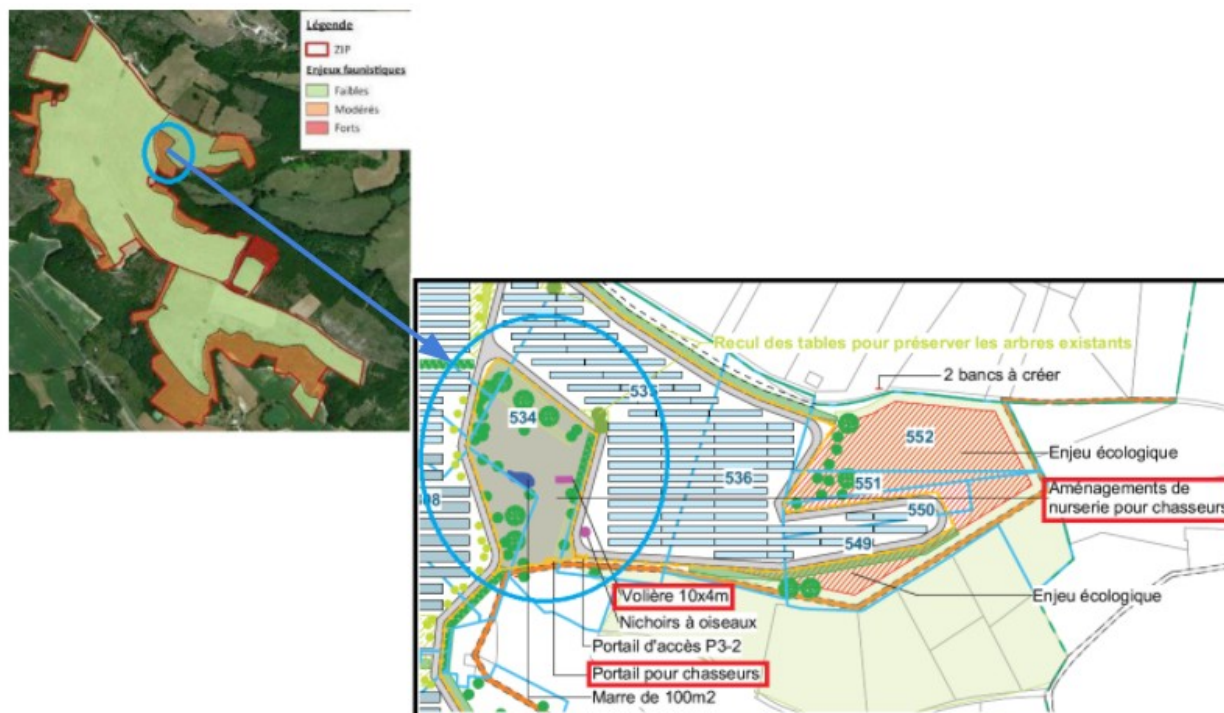 Légende
ZIP
Enjeux faunistiques
Faibles
Modérés
Forts
Recul des tables pour préserver les arbres existants
2 bancs à créer
534
535
552
Enjeu écologique
536
551
Aménagements de
nurserie pour chasseurs
550
549
Enjeu écologique
Volière 10x4m
Nichoirs à oiseaux
Portail d'accès P3-2
Portail pour chasseurs
Marre de 100m2